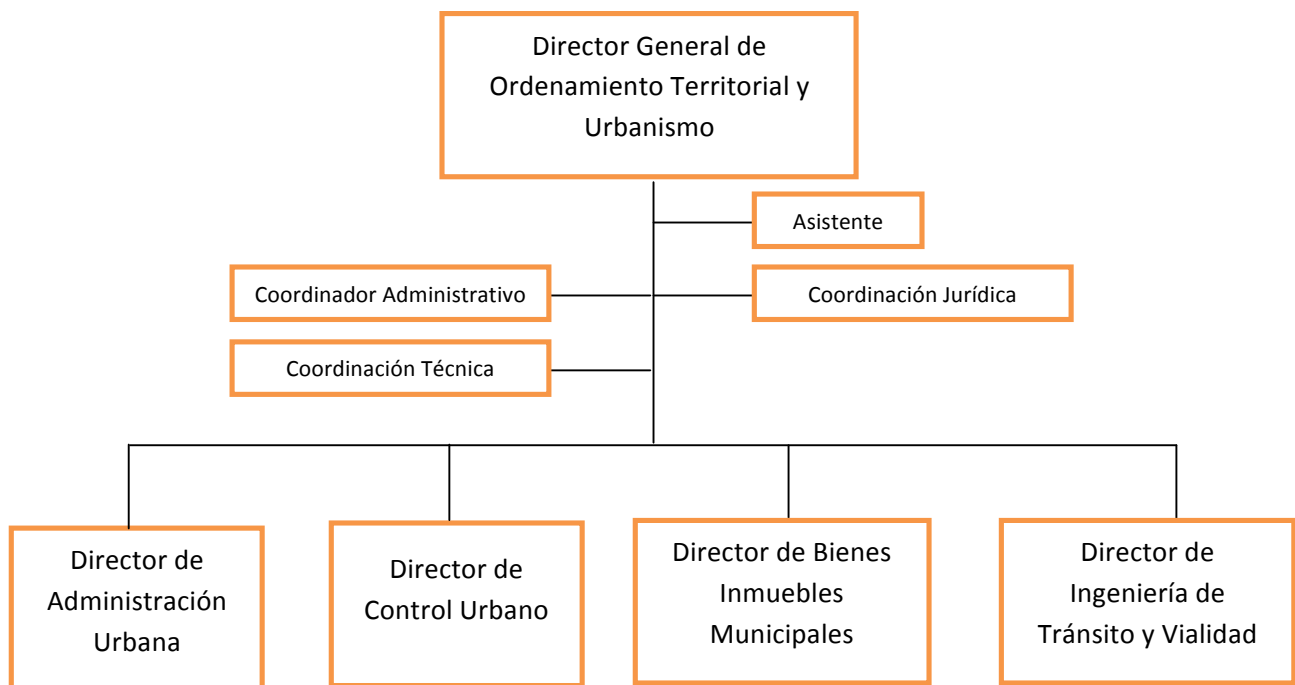 Director General de
Ordenamiento Territorial y
Urbanismo
Asistente
Coordinador Administrativo
Coordinación Jurídica
Coordinación Técnica
Director de
Administración
Urbana
Director de
Control Urbano
Director de Bienes
Inmuebles
Municipales
Director de
Ingeniería de
Tránsito y Vialidad